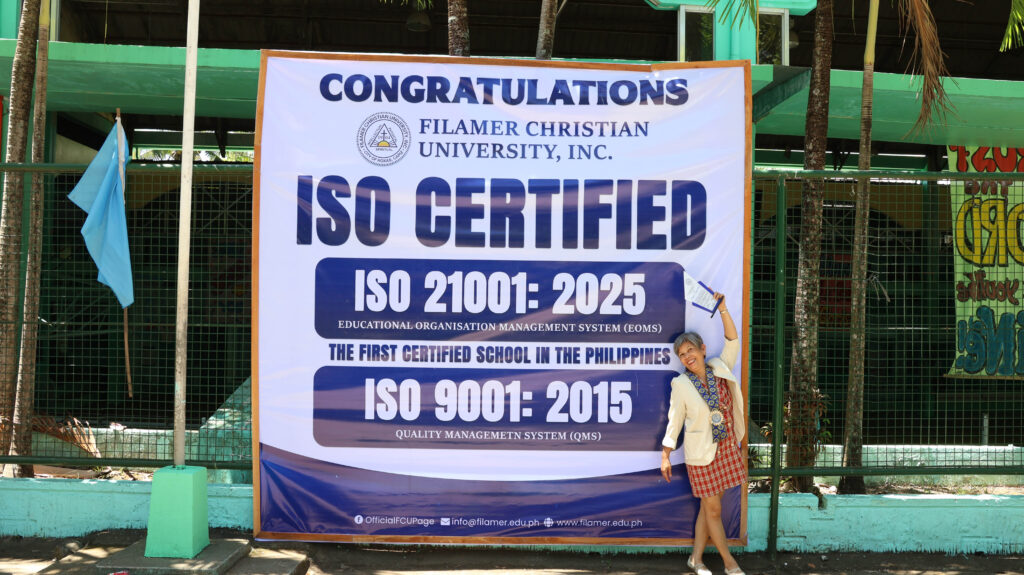 CONGRATULATIONS
FILAMER CHRISTIAN
UNIVERSITY, INC.
ISO CERTIFIED
ISO 21001: 2025
EDUCATIONAL ORGANISATION MANAGEMENT SYSTEM (EOMS)
THE FIRST CERTIFIED SCHOOL IN THE PHILIPPINES
ISO 9001: 2015
QUALITY MANAGEMETN SYSTEM (QMS)
OfficialFCUPage info@filamer.edu.ph www.filamer.edu.ph